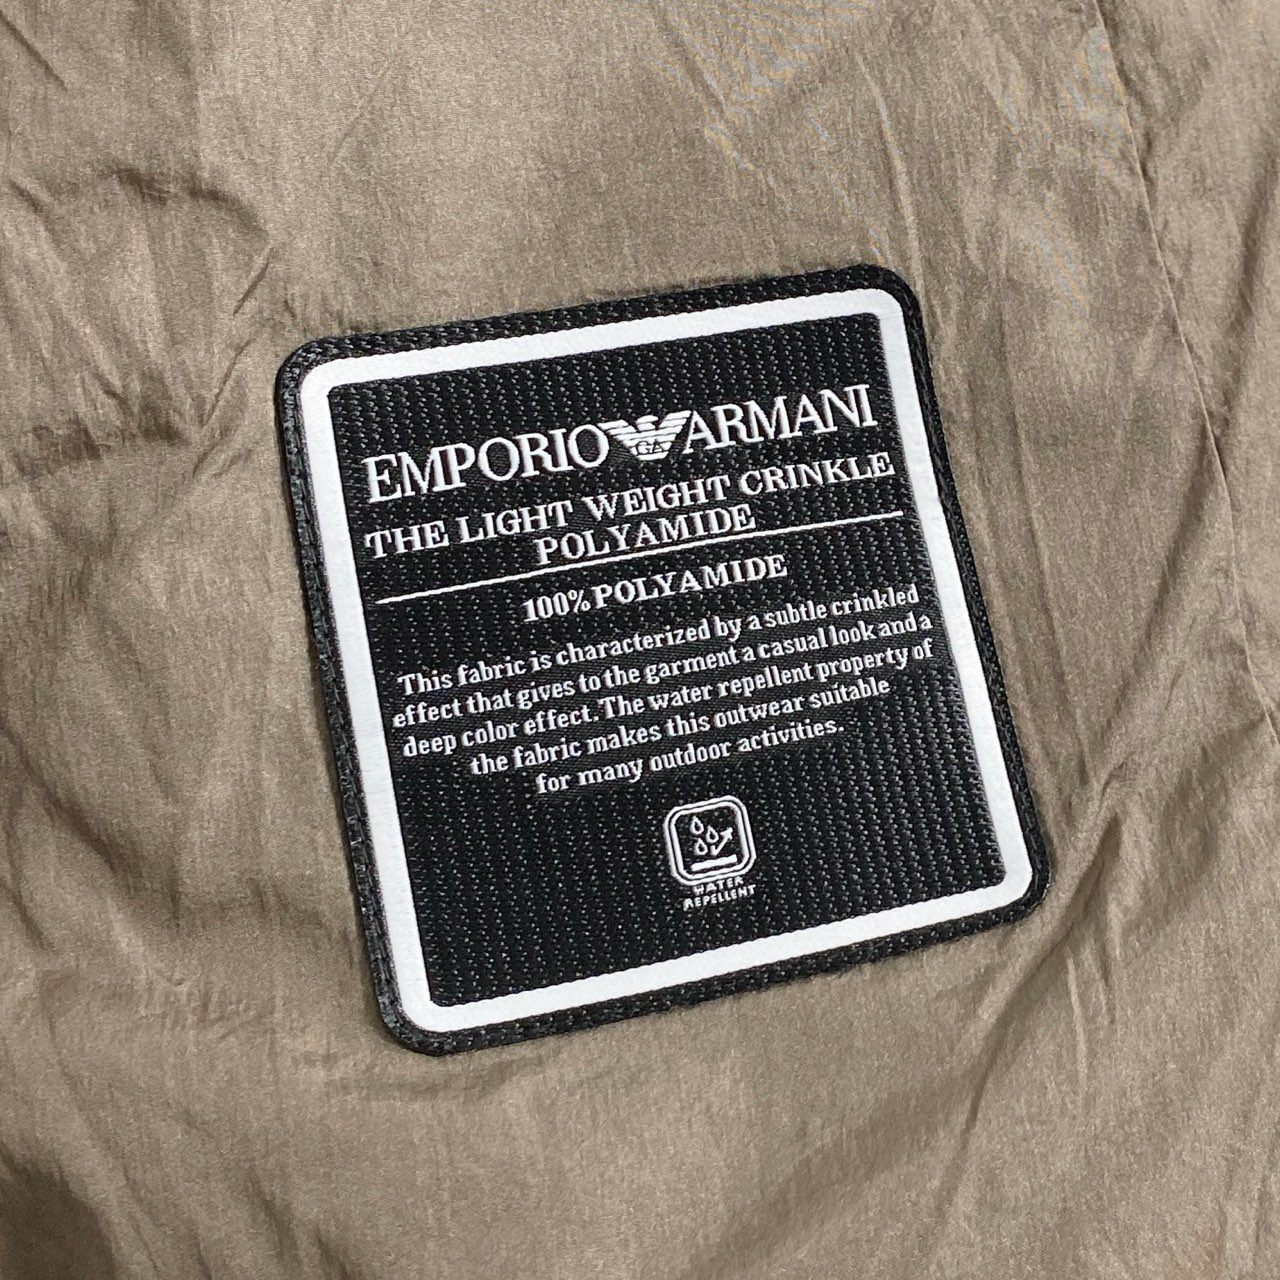 EMPORIO GA ARMANI
THE LIGHT WEIGHT CRINKLE
POLYAMIDE
100% POLYAMIDE
This fabric is characterized by a subtle crinkled
effect that gives to the garment a casual look and a
deep color effect. The water repellent property of
the fabric makes this outwear suitable
for many outdoor activities.
WATER
REPELLENT